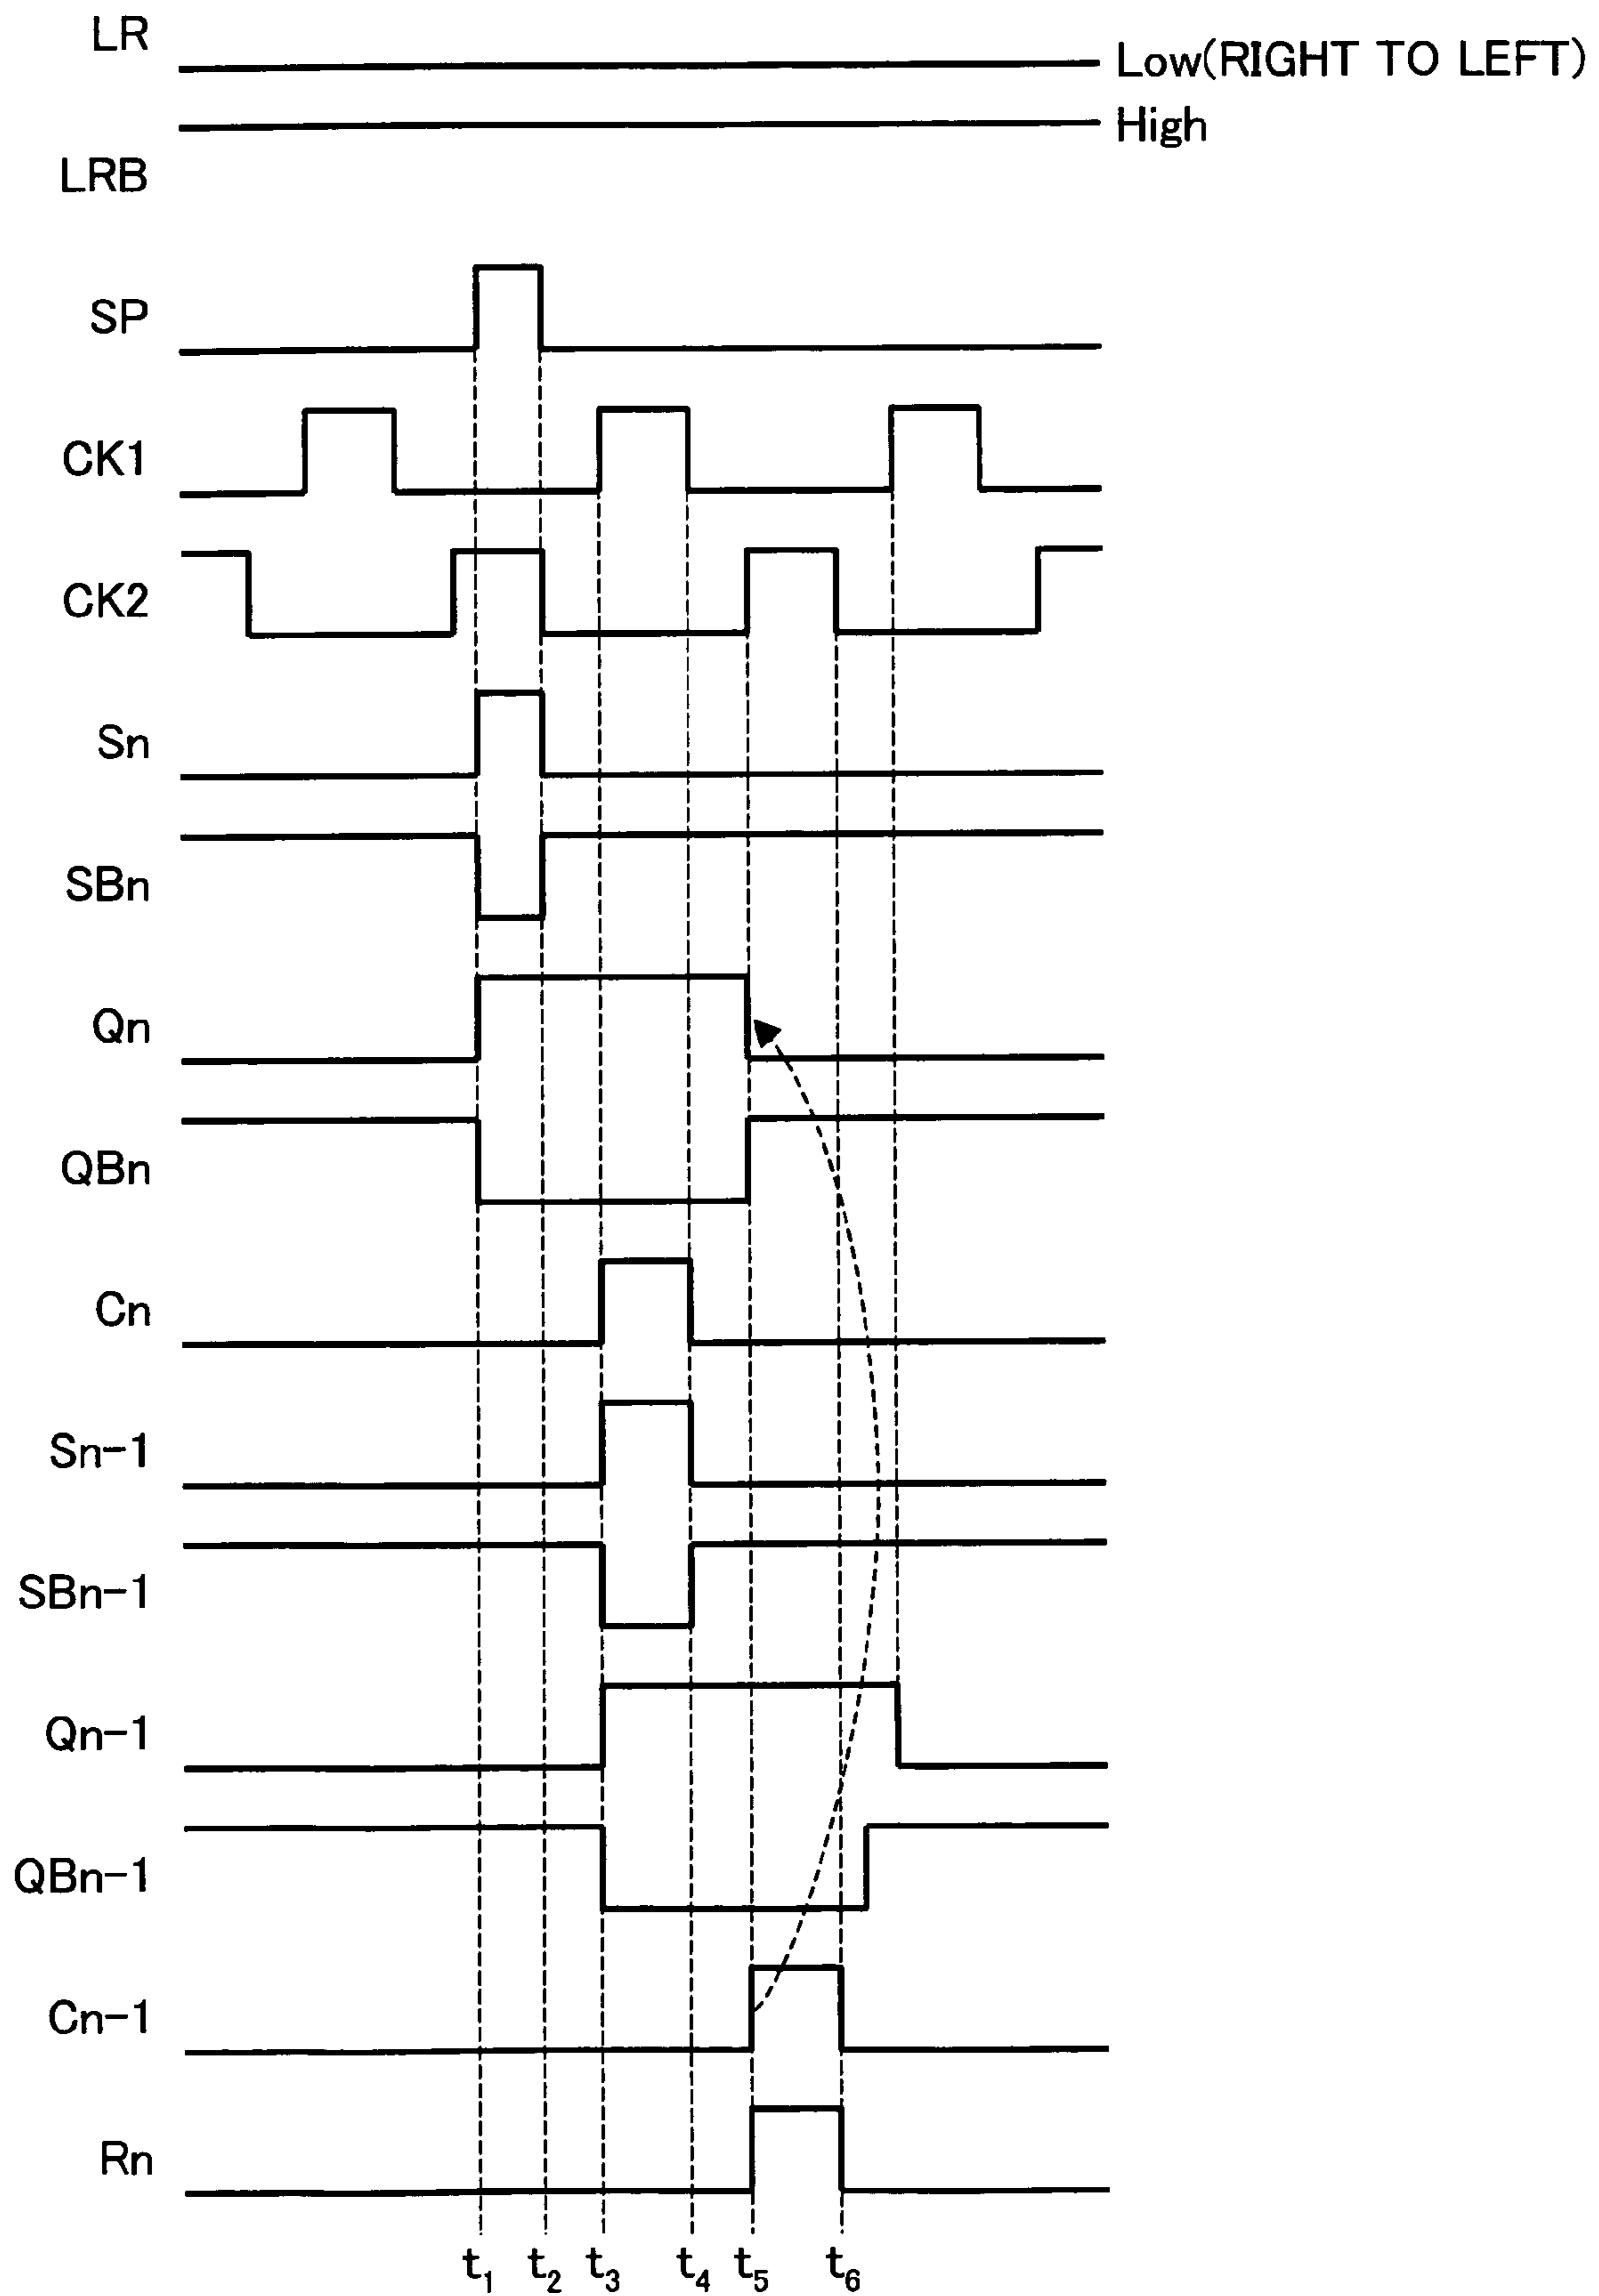 LR
Low(RIGHT TO LEFT)
High
LRB
SP
CK1
CK2
Sn
SBn
Qn
QBn
Cn
Sn-1
SBn-1
Qn-1
QBn-1
Cn-1
Rn
t1 t2 t3 t4 t5 t6